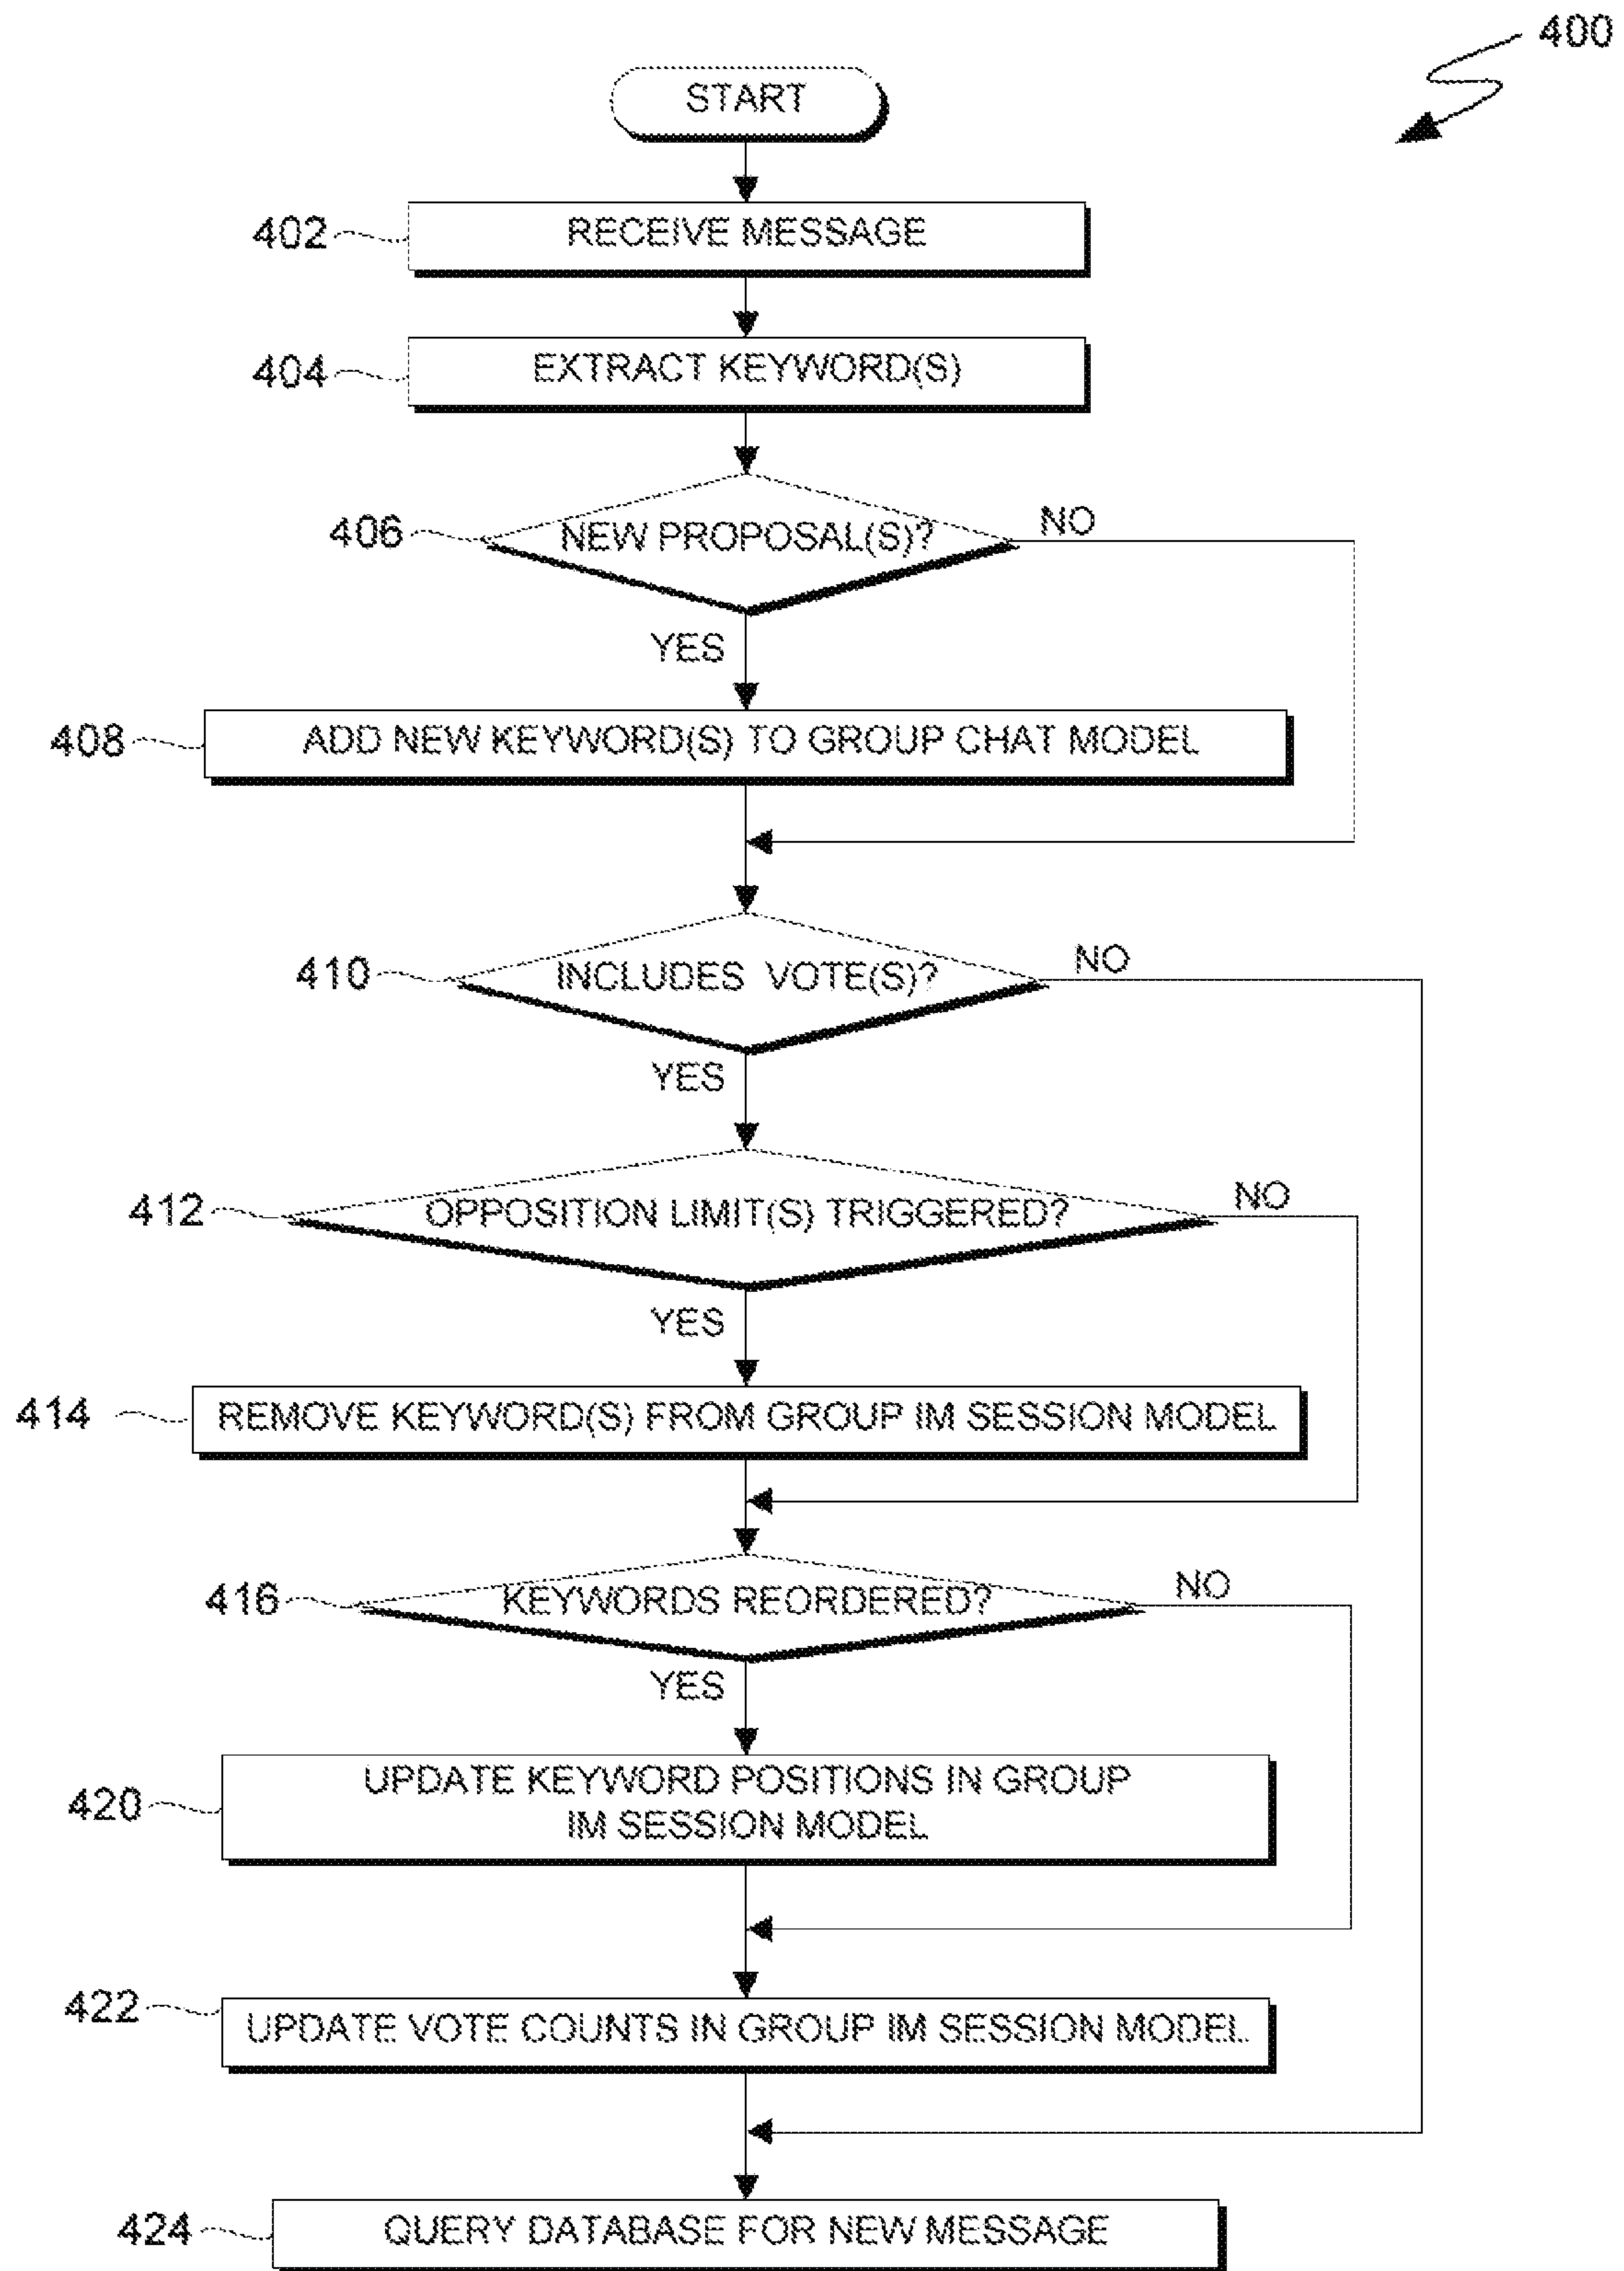 400
START
402
RECEIVE MESSAGE
404
EXTRACT KEYWORD(S)
406
NEW PROPOSAL(S)?
NO
YES
408
ADD NEW KEYWORD(S) TO GROUP CHAT MODEL
410
INCLUDES VOTE(S)?
NO
YES
412
OPPOSITION LIMIT(S) TRIGGERED?
NO
YES
414
REMOVE KEYWORD(S) FROM GROUP IM SESSION MODEL
416
KEYWORDS REORDERED?
NO
YES
420
UPDATE KEYWORD POSITIONS IN GROUP
IM SESSION MODEL
422
UPDATE VOTE COUNTS IN GROUP IM SESSION MODEL
424
QUERY DATABASE FOR NEW MESSAGE